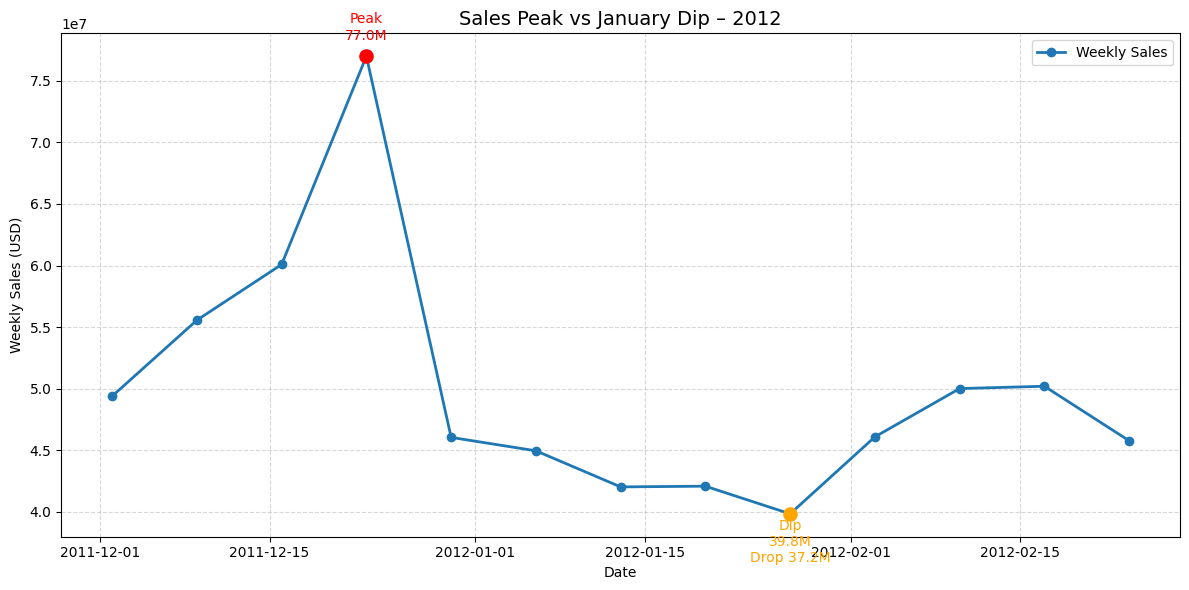 Sales Peak vs January Dip – 2012
1e7
Peak
77.0M
Weekly Sales
7.5
7.0
6.5
6.0
5.5
5.0
4.5
4.0
Weekly Sales (USD)
Dip
39.8M
Drop 37.2M
2011-12-01
2011-12-15
2012-01-01
2012-01-15
2012-02-01
2012-02-15
Date